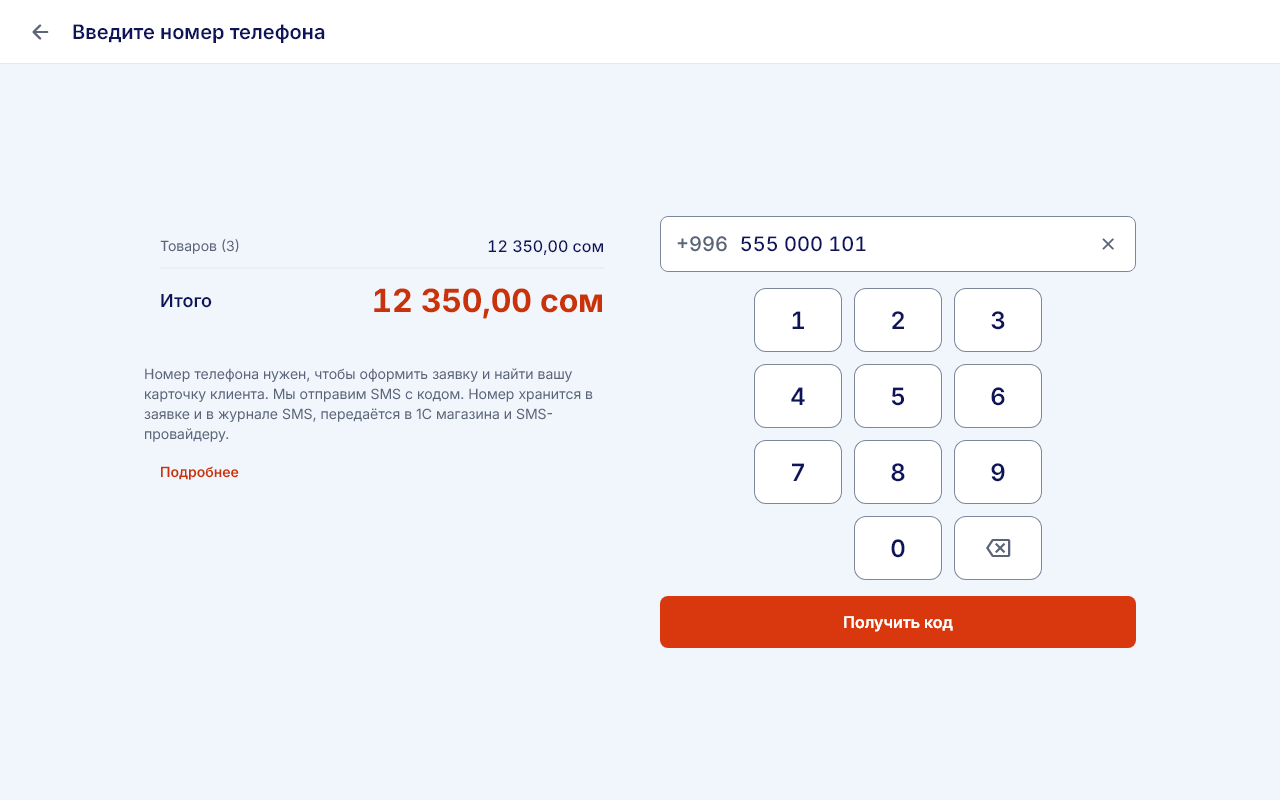 Введите номер телефона
Товаров (3) 12 350,00 сом
Итого 12 350,00 сом
Номер телефона нужен, чтобы оформить заявку и найти вашу
карточку клиента. Мы отправим SMS с кодом. Номер хранится в
заявке и в журнале SMS, передаётся в 1С магазина и SMS-
провайдеру.
Подробнее
+996 555 000 101
1 2 3
4 5 6
7 8 9
0
Получить код